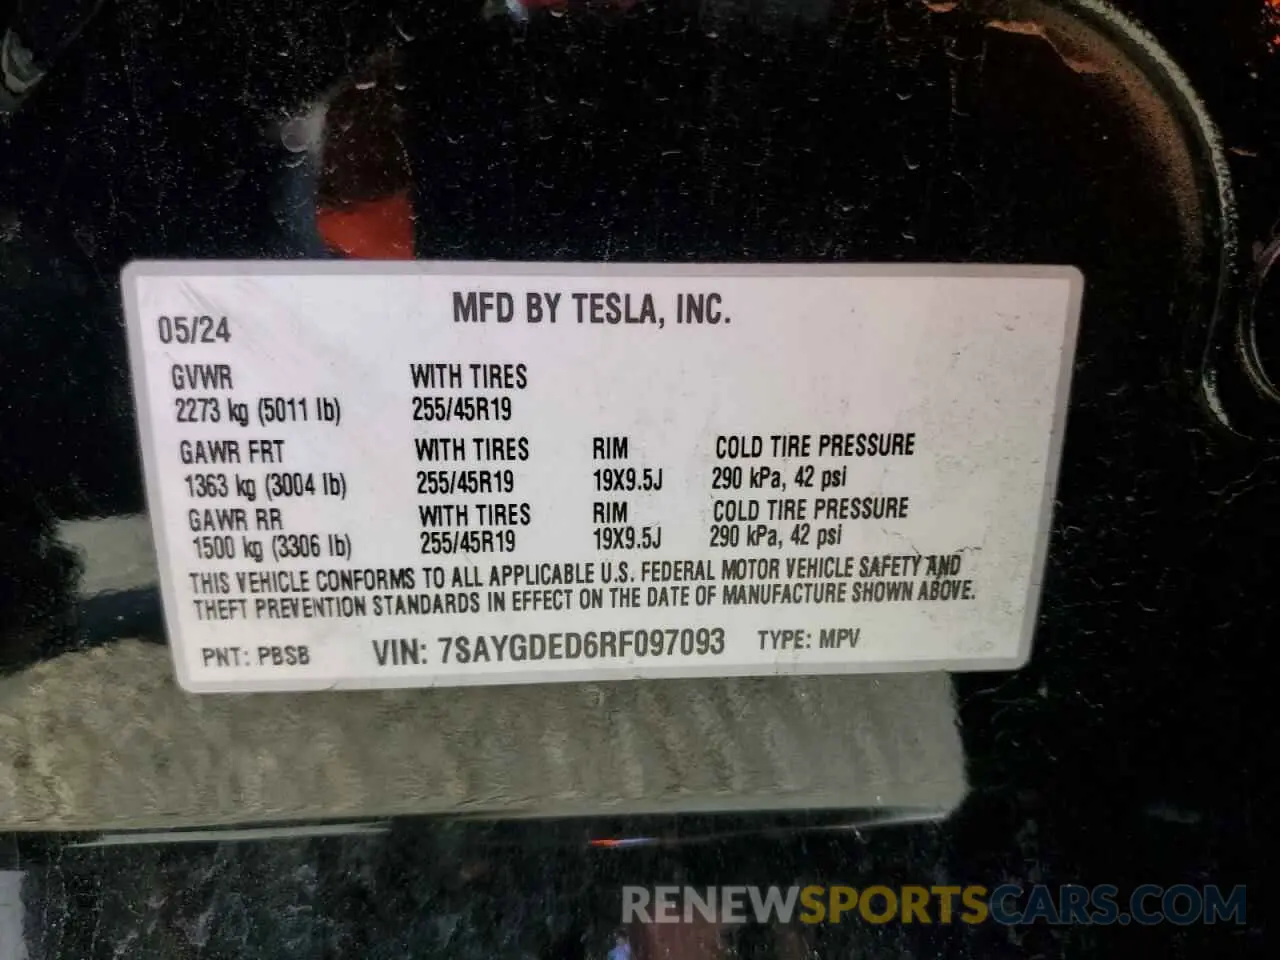 MFD BY TESLA, INC.
05/24
GVWR WITH TIRES
2273 kg (5011 lb) 255/45R19
GAWR FRT WITH TIRES RIM COLD TIRE PRESSURE
1363 kg (3004 lb) 255/45R19 19X9.5J 290 kPa, 42 psi
GAWR RR WITH TIRES RIM COLD TIRE PRESSURE
1500 kg (3306 lb) 255/45R19 19X9.5J 290 kPa, 42 psi
THIS VEHICLE CONFORMS TO ALL APPLICABLE U.S. FEDERAL MOTOR VEHICLE SAFETY AND
THEFT PREVENTION STANDARDS IN EFFECT ON THE DATE OF MANUFACTURE SHOWN ABOVE.
PNT: PBSB VIN: 7SAYGDED6RF097093 TYPE: MPV
RENEWSPORTSCARS.COM